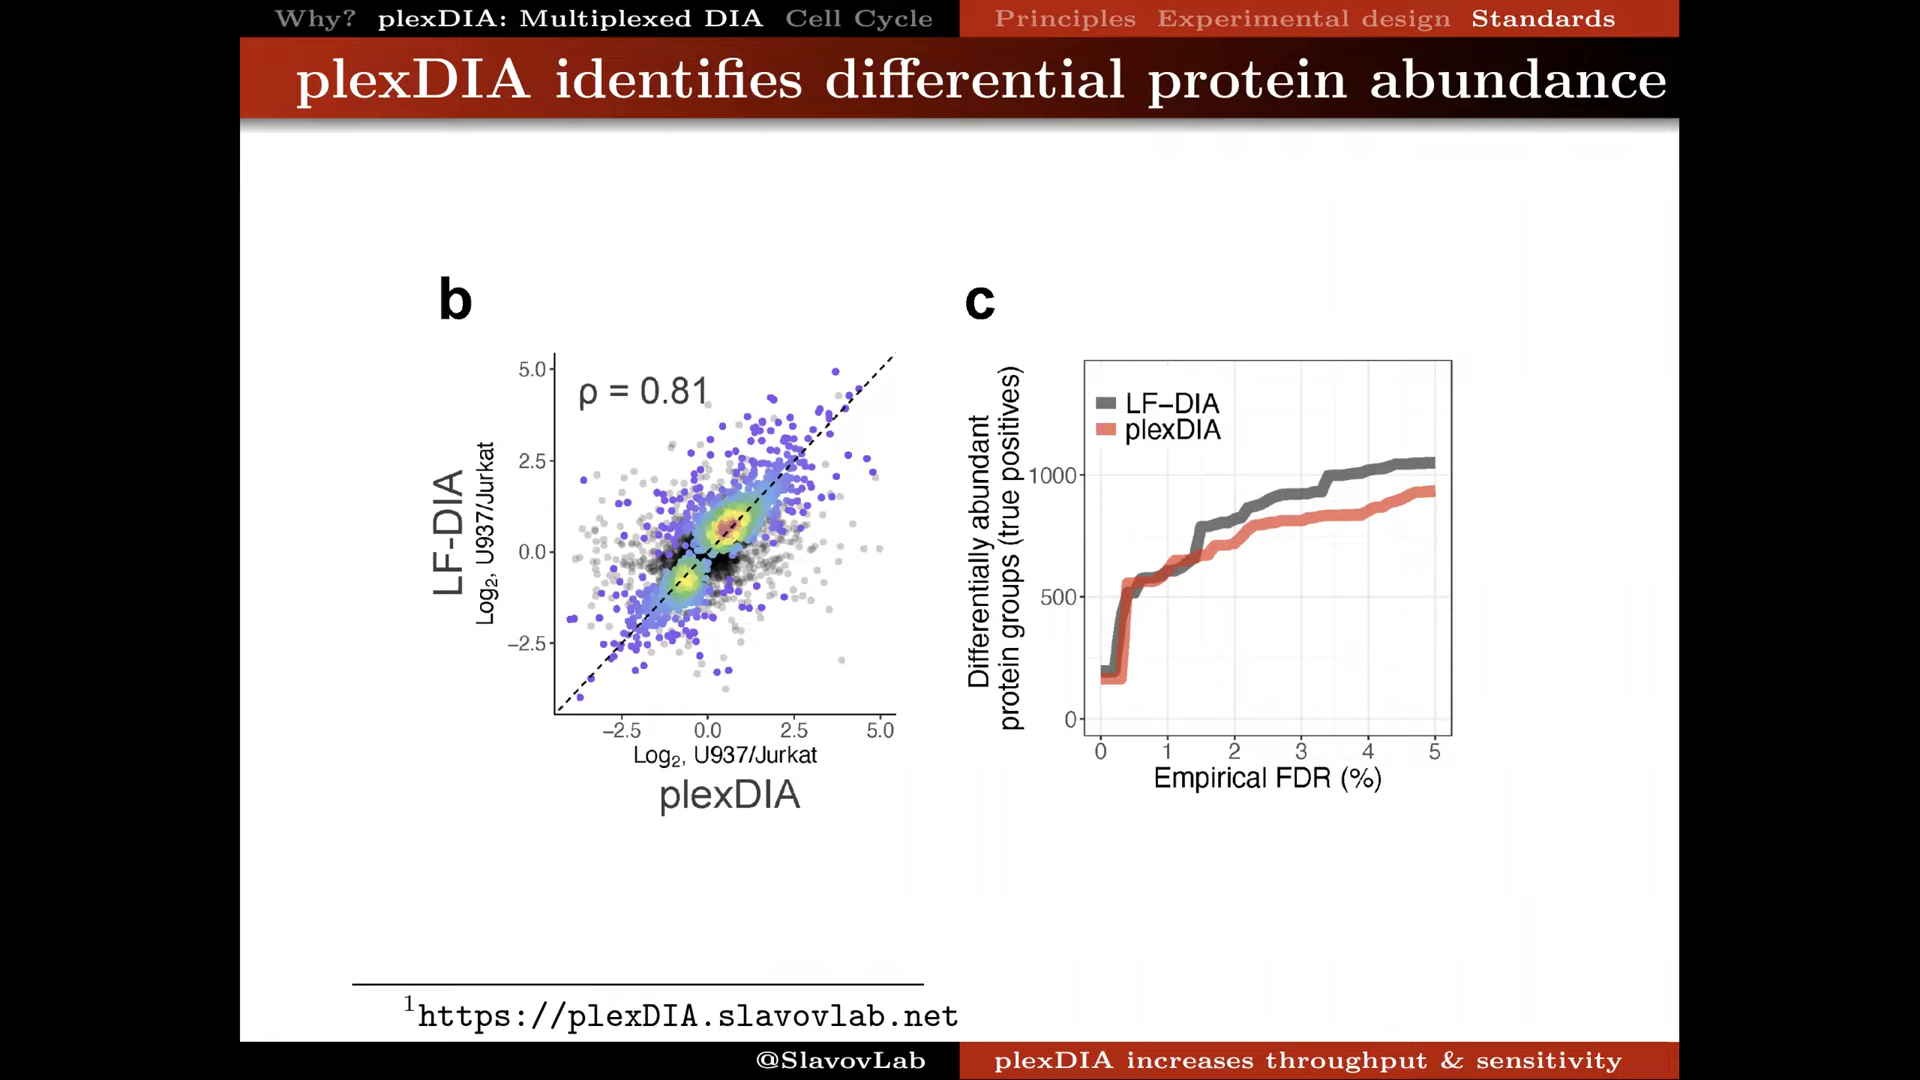 Why? plexDIA: Multiplexed DIA Cell Cycle Principles Experimental design Standards
plexDIA identifies differential protein abundance
b
ρ = 0.81
5.0
2.5
0.0
−2.5
LF-DIA
Log2, U937/Jurkat
−2.5 0.0 2.5 5.0
Log2, U937/Jurkat
plexDIA
c
LF−DIA
plexDIA
Differentially abundant
protein groups (true positives)
1000
500
0
0 1 2 3 4 5
Empirical FDR (%)
1https://plexDIA.slavovlab.net
@SlavovLab plexDIA increases throughput & sensitivity